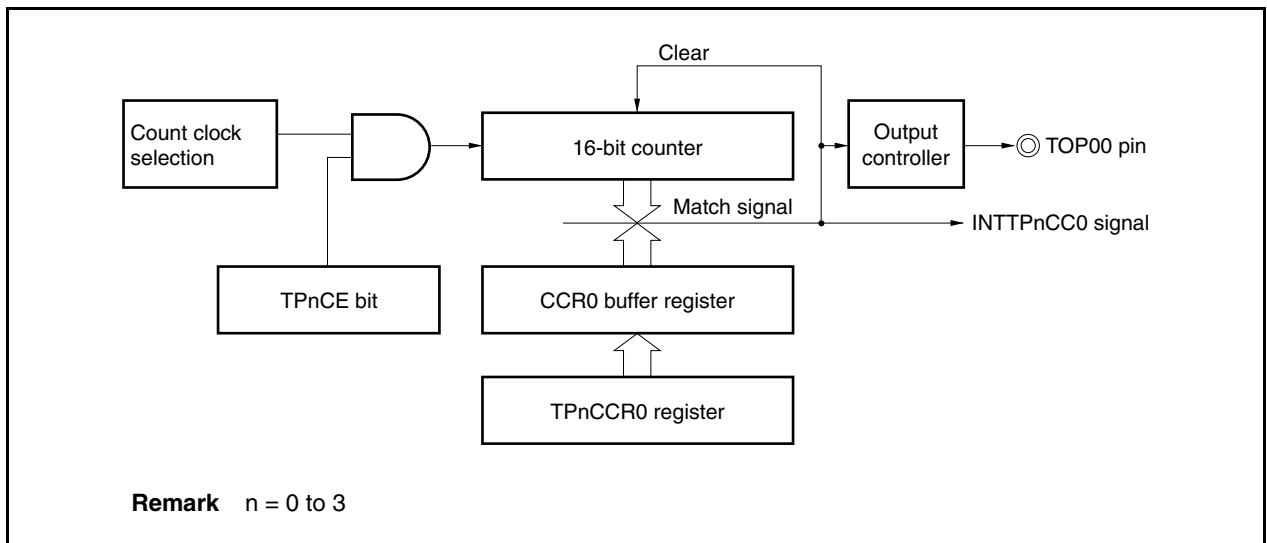 Clear
Count clock
selection
16-bit counter
Output
controller
TOP00 pin
Match signal
INTTPnCC0 signal
TPnCE bit
CCR0 buffer register
TPnCCR0 register
Remark n = 0 to 3